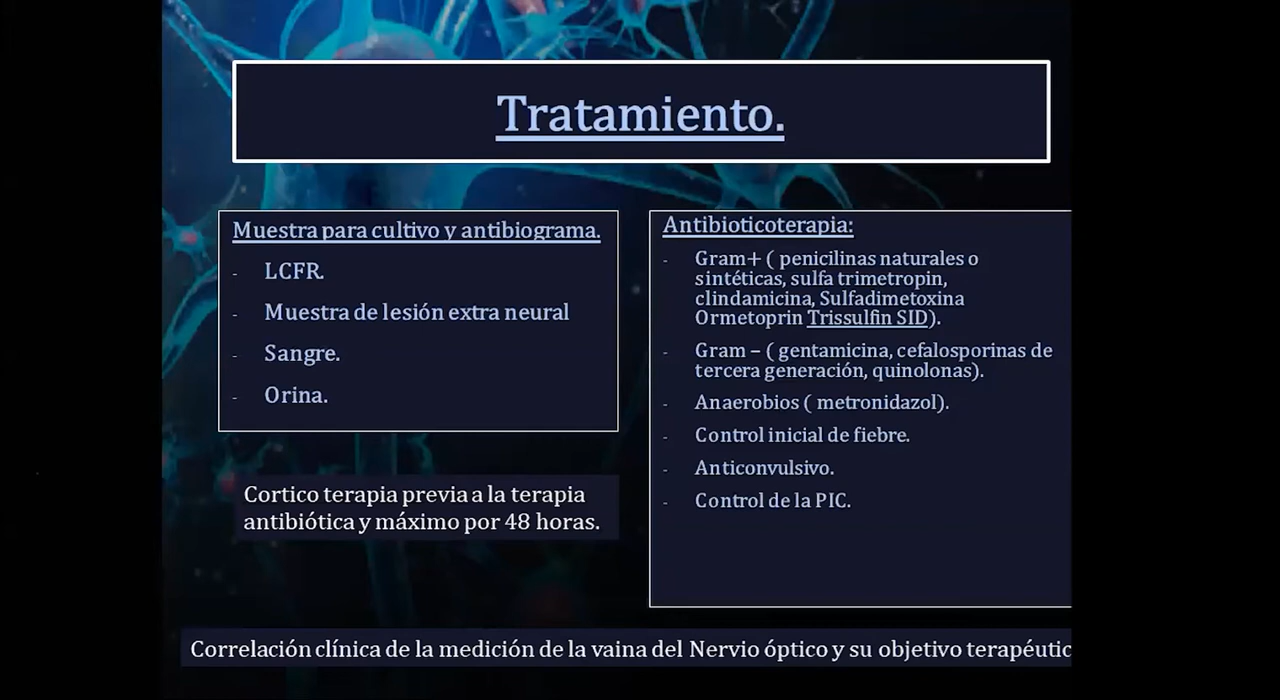 Tratamiento.
Muestra para cultivo y antibiograma.
- LCFR.
- Muestra de lesión extra neural
- Sangre.
- Orina.
Cortico terapia previa a la terapia
antibiótica y máximo por 48 horas.
Antibioticoterapia:
- Gram+ ( penicilinas naturales o
sintéticas, sulfa trimetropin,
clindamicina, Sulfadimetoxina
Ormetoprin Trissulfin SID).
- Gram – ( gentamicina, cefalosporinas de
tercera generación, quinolonas).
- Anaerobios ( metronidazol).
- Control inicial de fiebre.
- Anticonvulsivo.
- Control de la PIC.
Correlación clínica de la medición de la vaina del Nervio óptico y su objetivo terapéutic